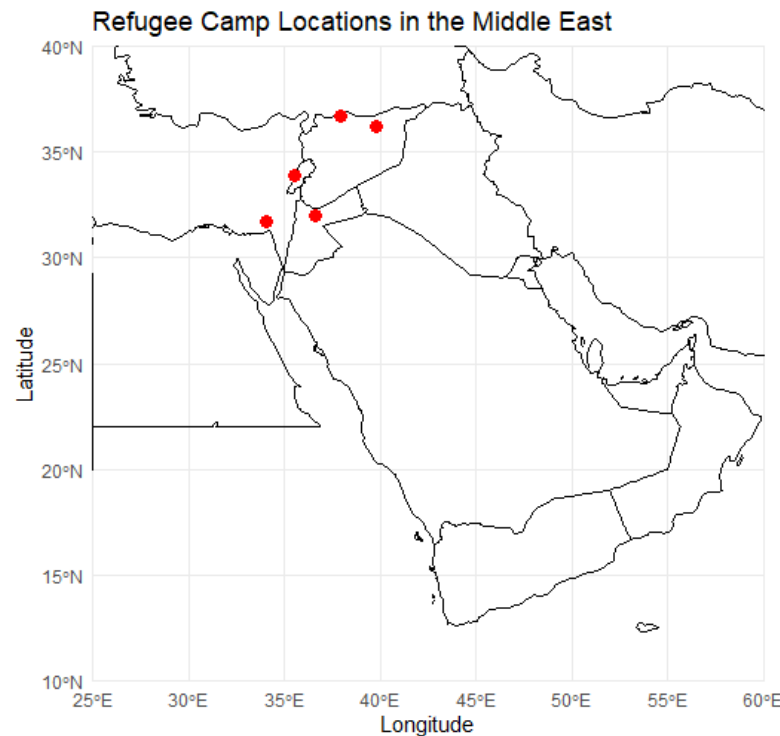 Refugee Camp Locations in the Middle East
40°N
35°N
30°N
25°N
20°N
15°N
10°N
Latitude
25°E 30°E 35°E 40°E 45°E 50°E 55°E 60°E
Longitude